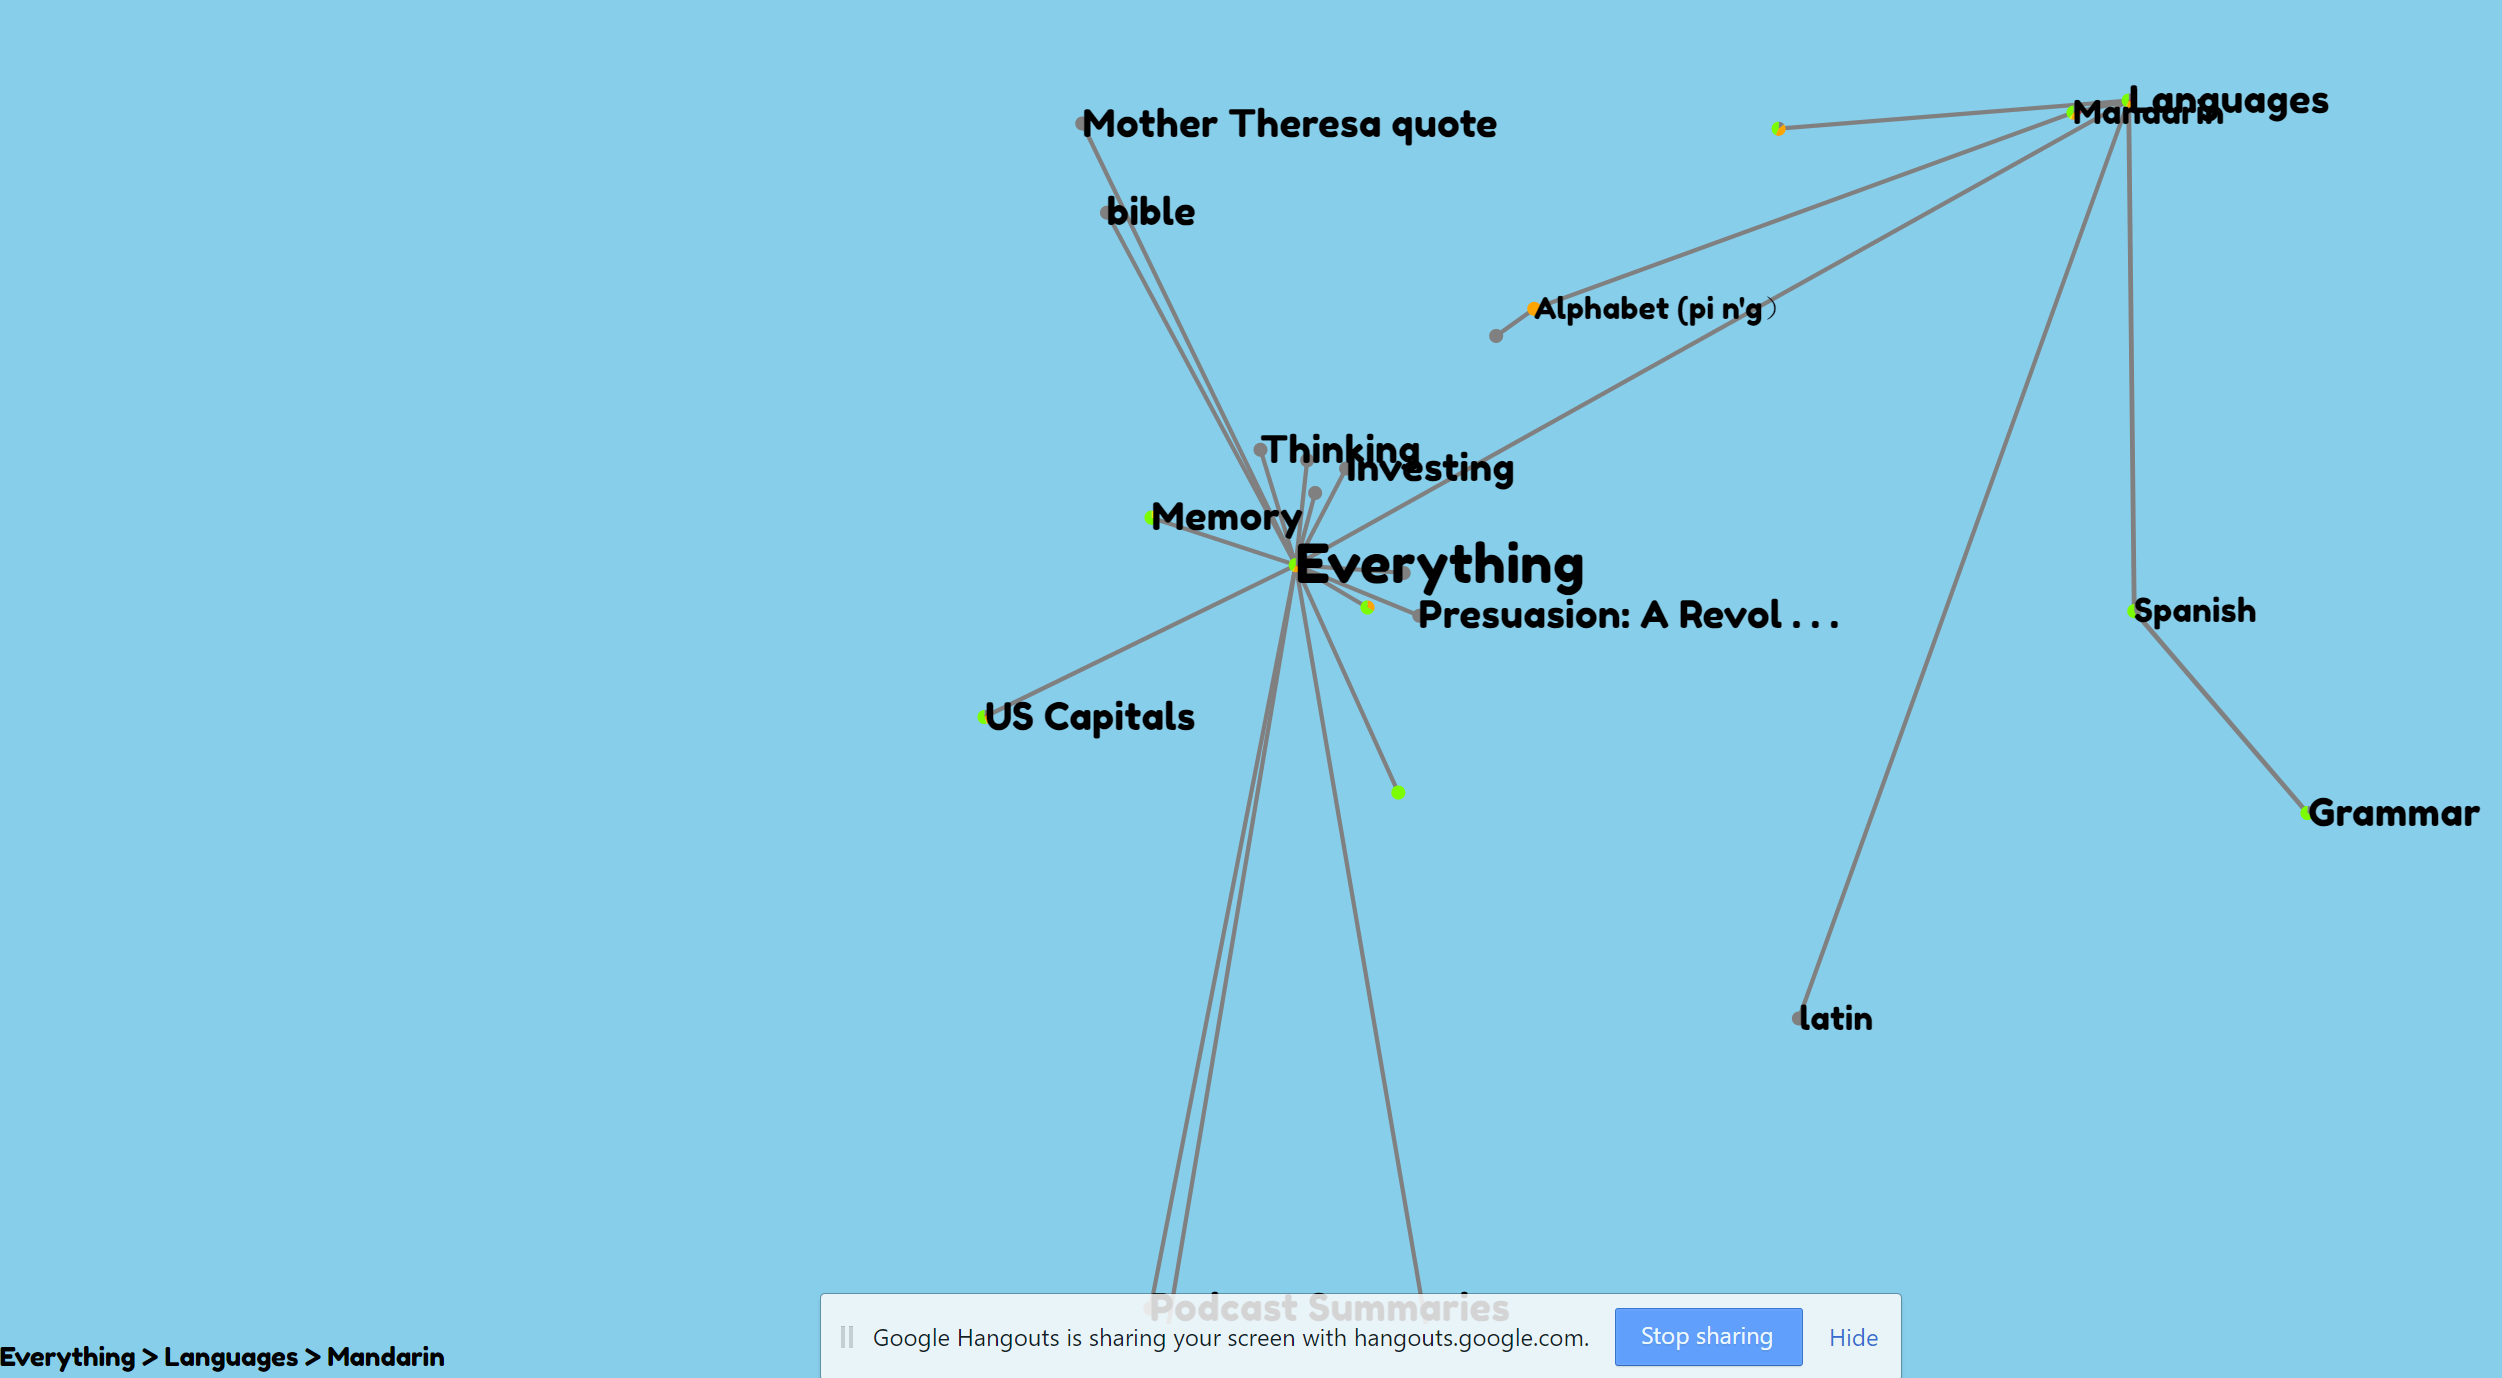 Languages
Mandarin
Mother Theresa quote
bible
Alphabet (pi n'g）
Thinking
Investing
Memory
Everything
Presuasion: A Revol . . .
Spanish
US Capitals
Grammar
latin
Podcast Summaries
Google Hangouts is sharing your screen with hangouts.google.com.
Stop sharing
Hide
Everything > Languages > Mandarin